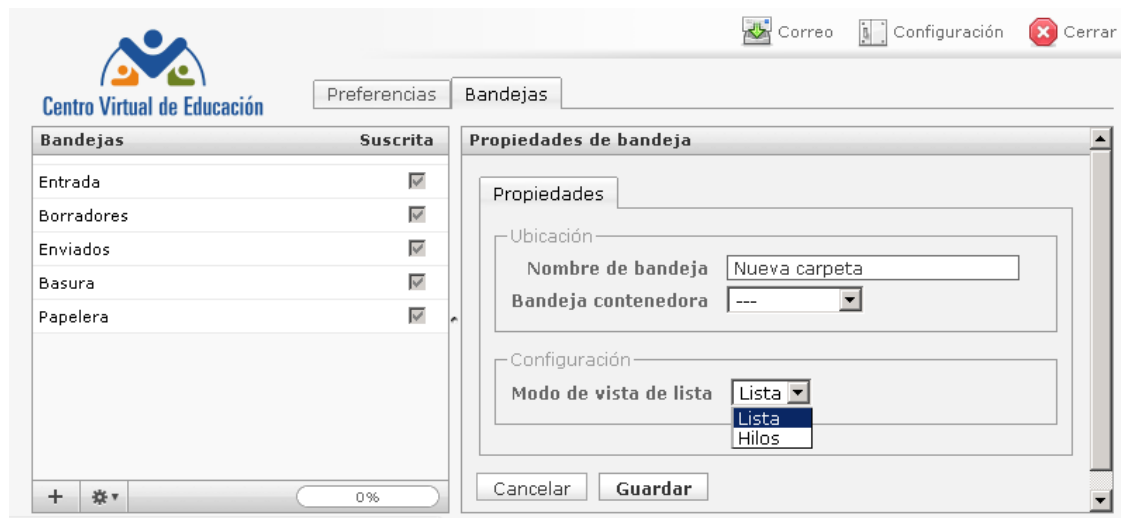 Correo Configuración Cerrar
Centro Virtual de Educación
Preferencias Bandejas
Bandejas Suscrita
Entrada
Borradores
Enviados
Basura
Papelera
0%
Propiedades de bandeja
Propiedades
Ubicación
Nombre de bandeja Nueva carpeta
Bandeja contenedora ---
Configuración
Modo de vista de lista Lista
Lista
Hilos
Cancelar Guardar